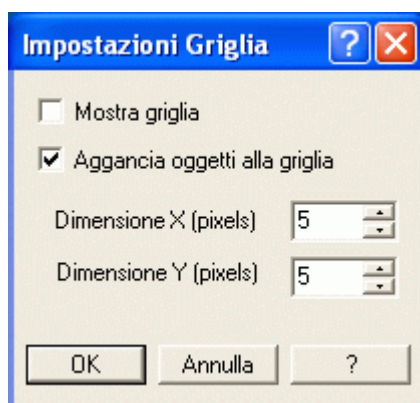 Impostazioni Griglia ?
Mostra griglia
Aggancia oggetti alla griglia
Dimensione X (pixels) 5
Dimensione Y (pixels) 5
OK Annulla ?